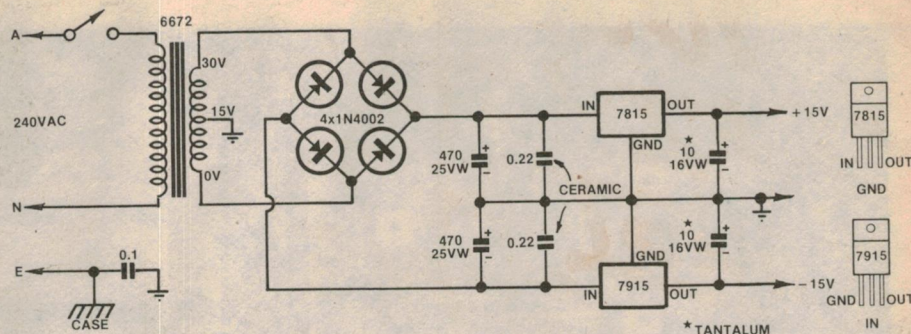 6672
A
30V
15V
0V
240VAC
N
E
0.1
CASE
4x1N4002
470
25VW
+
-
0.22
CERAMIC
470
25VW
+
-
0.22
IN
7815
OUT
GND
★
10
16VW
+
-
+15V
★
10
16VW
+
-
GND
IN
7915
OUT
-15V
★TANTALUM
7815
IN
OUT
GND
7915
GND
OUT
IN